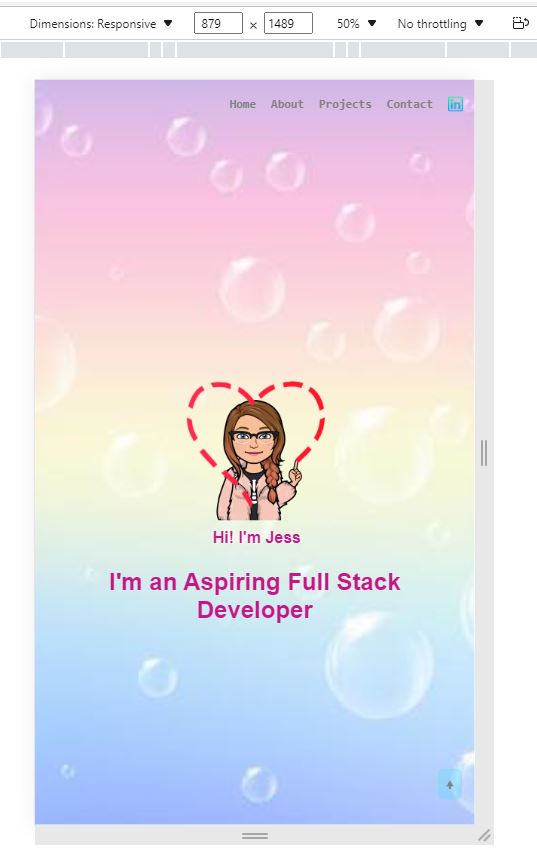 Dimensions: Responsive ▼ 879 × 1489 50% ▼ No throttling ▼
Home About Projects Contact in
Hi! I'm Jess
I'm an Aspiring Full Stack
Developer